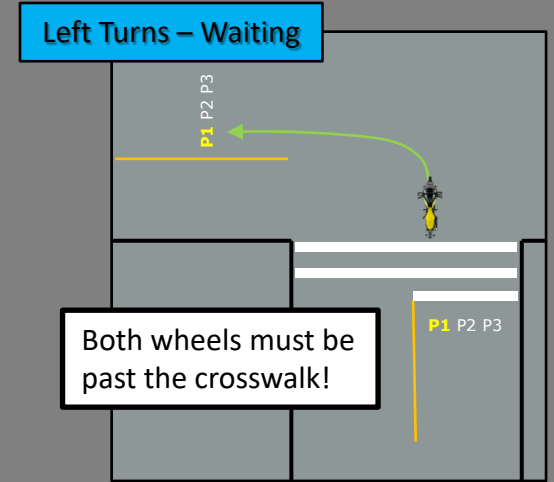 Left Turns – Waiting
P1 P2 P3
Both wheels must be
past the crosswalk!
P1 P2 P3